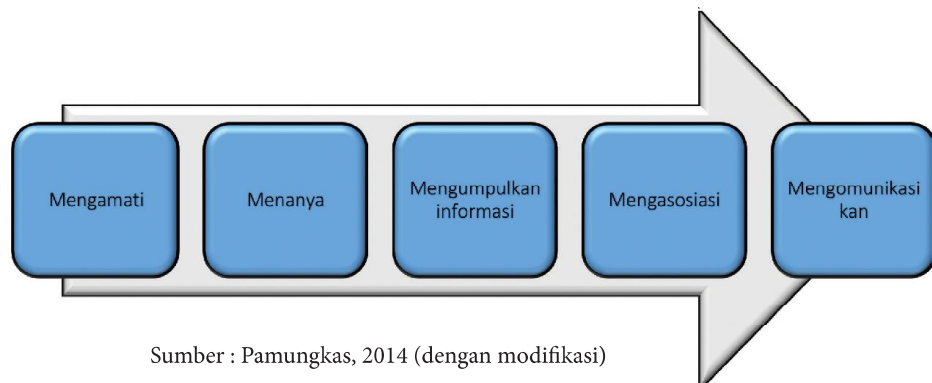 Mengamati
Menanya
Mengumpulkan
informasi
Mengasosiasi
Mengomunikasi
kan
Sumber : Pamungkas, 2014 (dengan modifikasi)